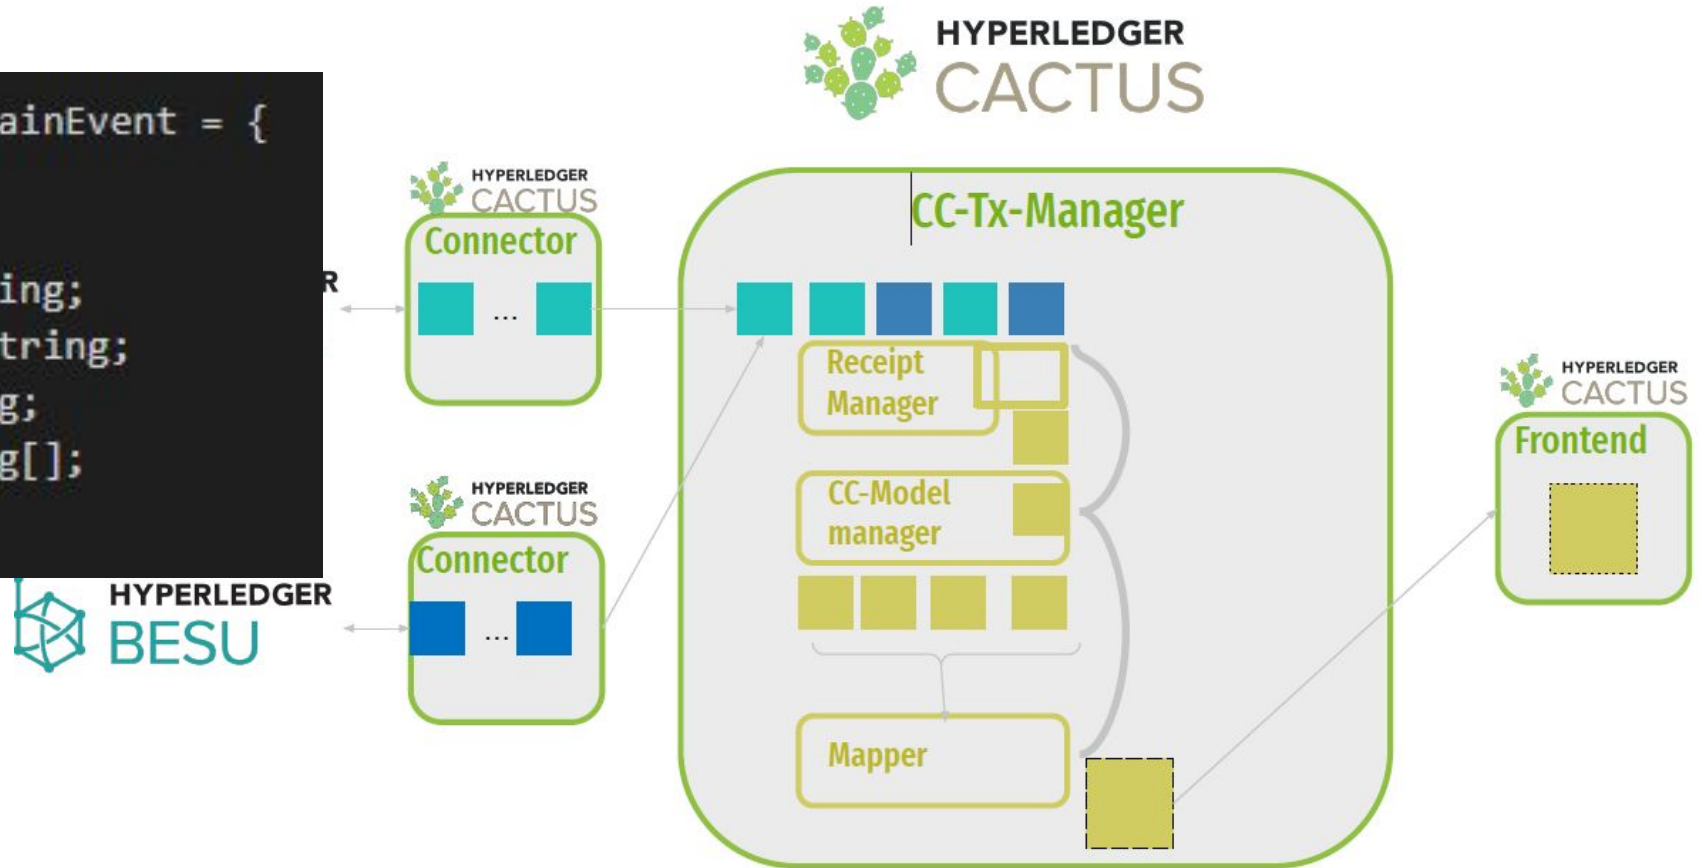 HYPERLEDGER
CACTUS
ainEvent = {
ing;
tring;
g;
g[];
R
HYPERLEDGER
BESU
HYPERLEDGER
CACTUS
Connector
...
HYPERLEDGER
CACTUS
Connector
...
CC-Tx-Manager
Receipt
Manager
CC-Model
manager
Mapper
HYPERLEDGER
CACTUS
Frontend